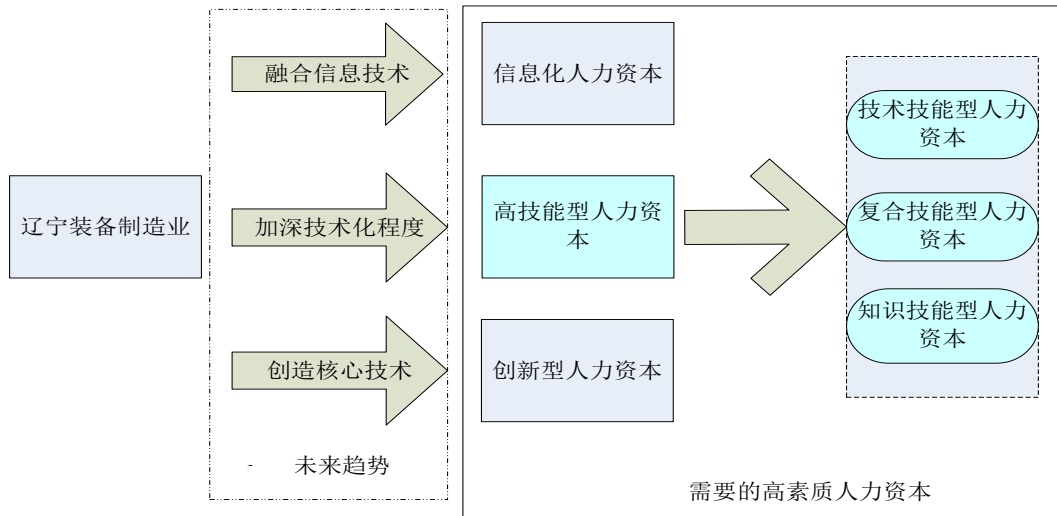 融合信息技术
信息化人力资本
技术技能型人力
资本
辽宁装备制造业
加深技术化程度
高技能型人力资
本
复合技能型人力
资本
创造核心技术
创新型人力资本
知识技能型人力
资本
- 未来趋势
需要的高素质人力资本